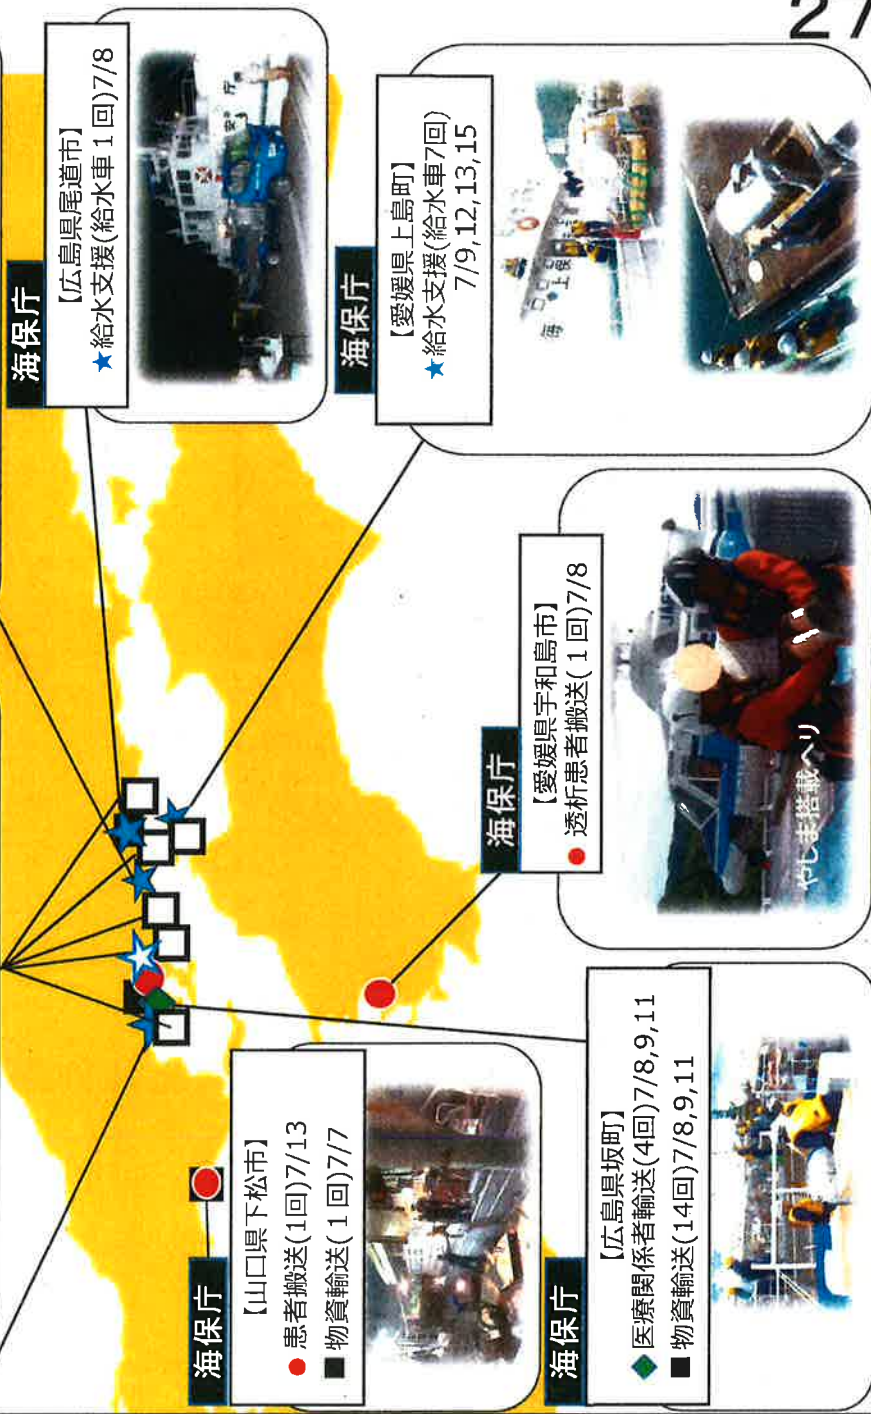 海保庁
【広島県尾道市】
★給水支援(給水車１回)7/8
海保庁
【愛媛県上島町】
★給水支援(給水車7回)
7/9,12,13,15
海保庁
【愛媛県宇和島市】
●透析患者搬送(１回)7/8
やしま搭載ヘリ
海保庁
【山口県下松市】
●患者搬送(1回)7/13
■物資輸送(１回)7/7
海保庁
【広島県坂町】
◆医療関係者輸送(4回)7/8,9,11
■物資輸送(14回)7/8,9,11
27